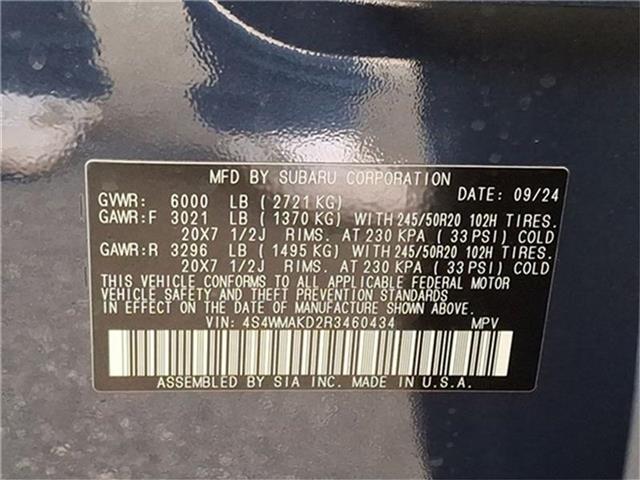 MFD BY SUBARU CORPORATION
GVWR: 6000 LB ( 2721 KG) DATE: 09/24
GAWR:F 3021 LB ( 1370 KG) WITH 245/50R20 102H TIRES.
20X7 1/2J RIMS. AT 230 KPA ( 33 PSI) COLD
GAWR:R 3296 LB ( 1495 KG) WITH 245/50R20 102H TIRES.
20X7 1/2J RIMS. AT 230 KPA ( 33 PSI) COLD
THIS VEHICLE CONFORMS TO ALL APPLICABLE FEDERAL MOTOR
VEHICLE SAFETY AND THEFT PREVENTION STANDARDS IN EFFECT
ON THE DATE OF MANUFACTURE SHOWN ABOVE.
VIN: 4S4WMAKD2R3460434 MPV
ASSEMBLED BY SIA INC. MADE IN U.S.A.